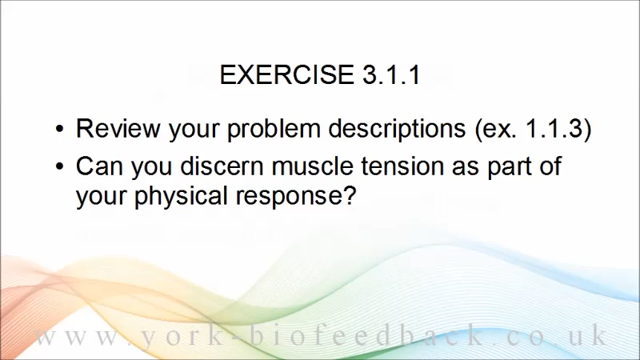 EXERCISE 3.1.1
• Review your problem descriptions (ex. 1.1.3)
• Can you discern muscle tension as part of
your physical response?
www.york-biofeedback.co.uk